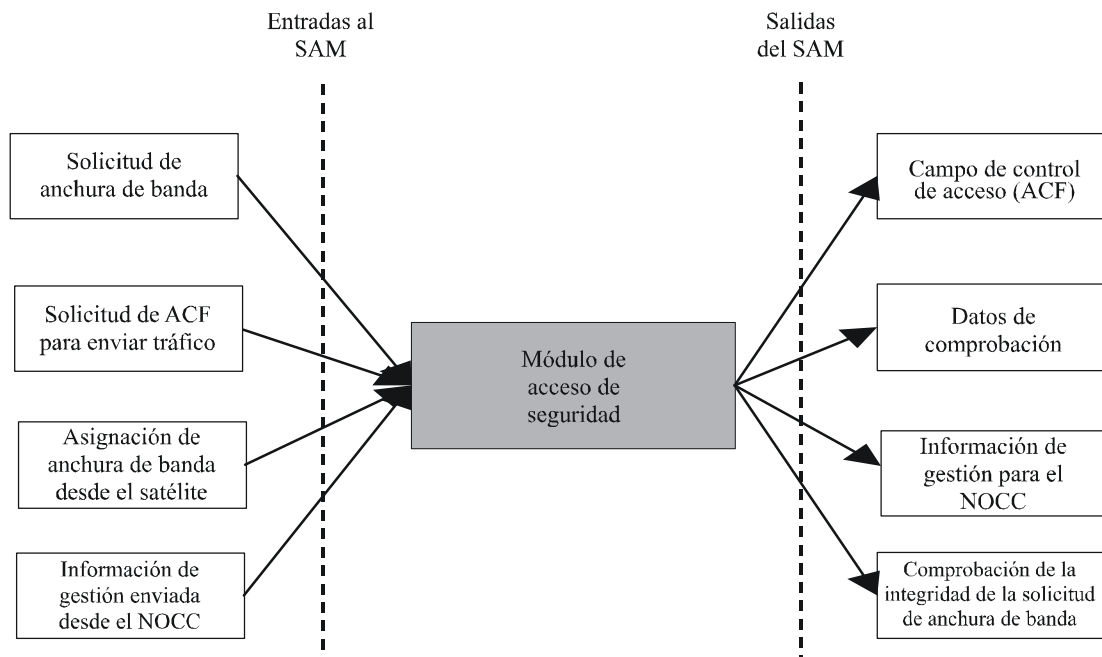 Entradas al
SAM
Salidas
del SAM
Solicitud de
anchura de banda
Solicitud de ACF
para enviar tráfico
Asignación de
anchura de banda
desde el satélite
Información de
gestión enviada
desde el NOCC
Módulo de
acceso de
seguridad
Campo de control
de acceso (ACF)
Datos de
comprobación
Información de
gestión para el
NOCC
Comprobación de la
integridad de la solicitud
de anchura de banda